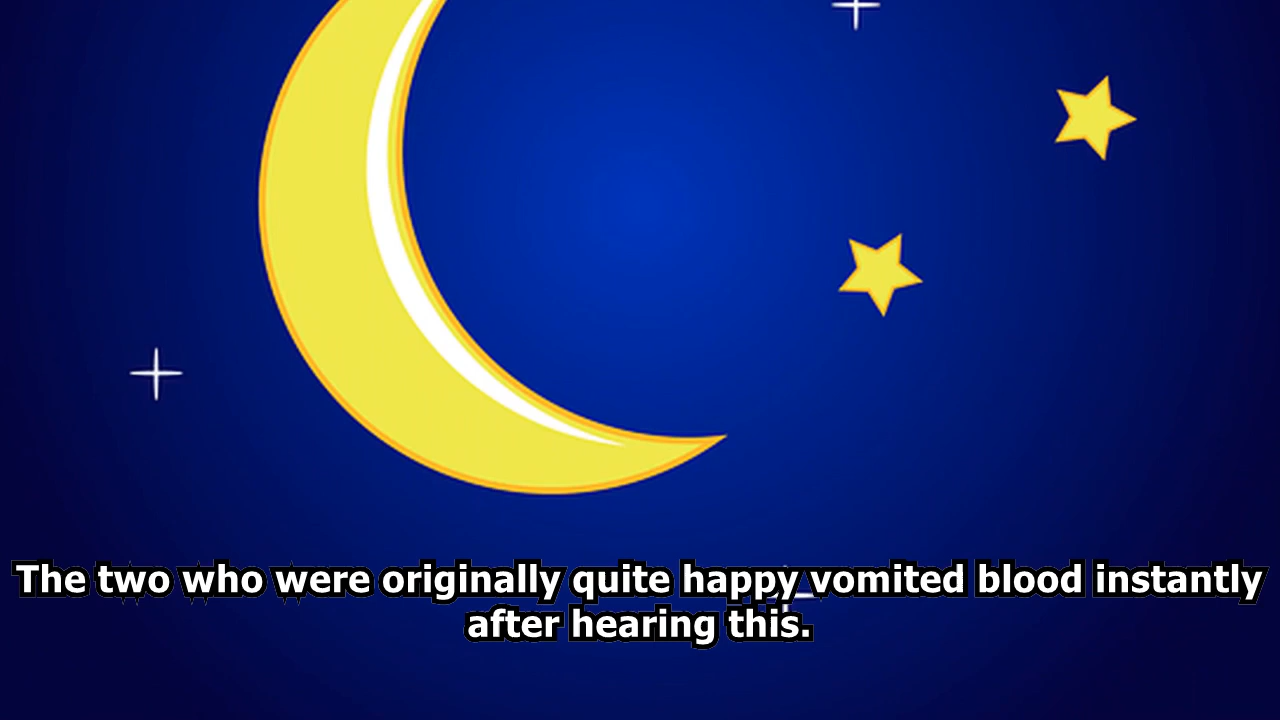 The two who were originally quite happy vomited blood instantly
after hearing this.